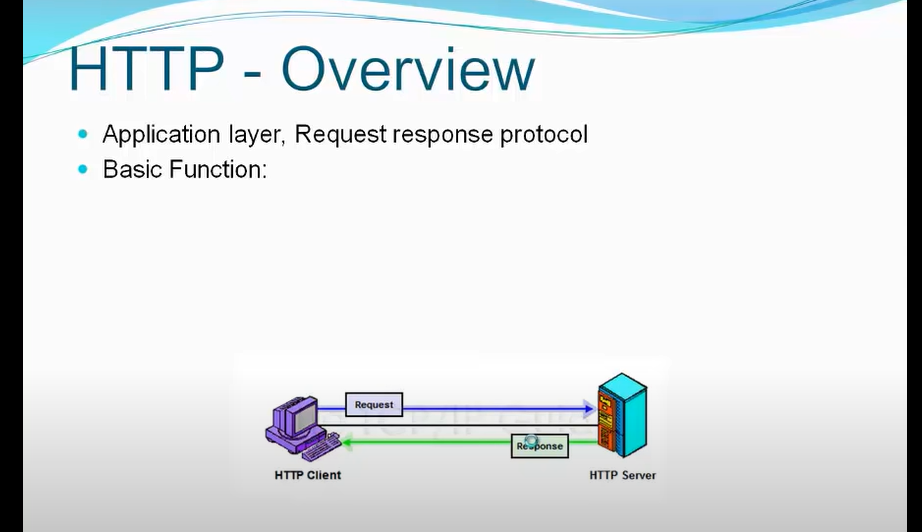 HTTP - Overview
Application layer, Request response protocol
Basic Function:
Request
Response
HTTP Client
HTTP Server